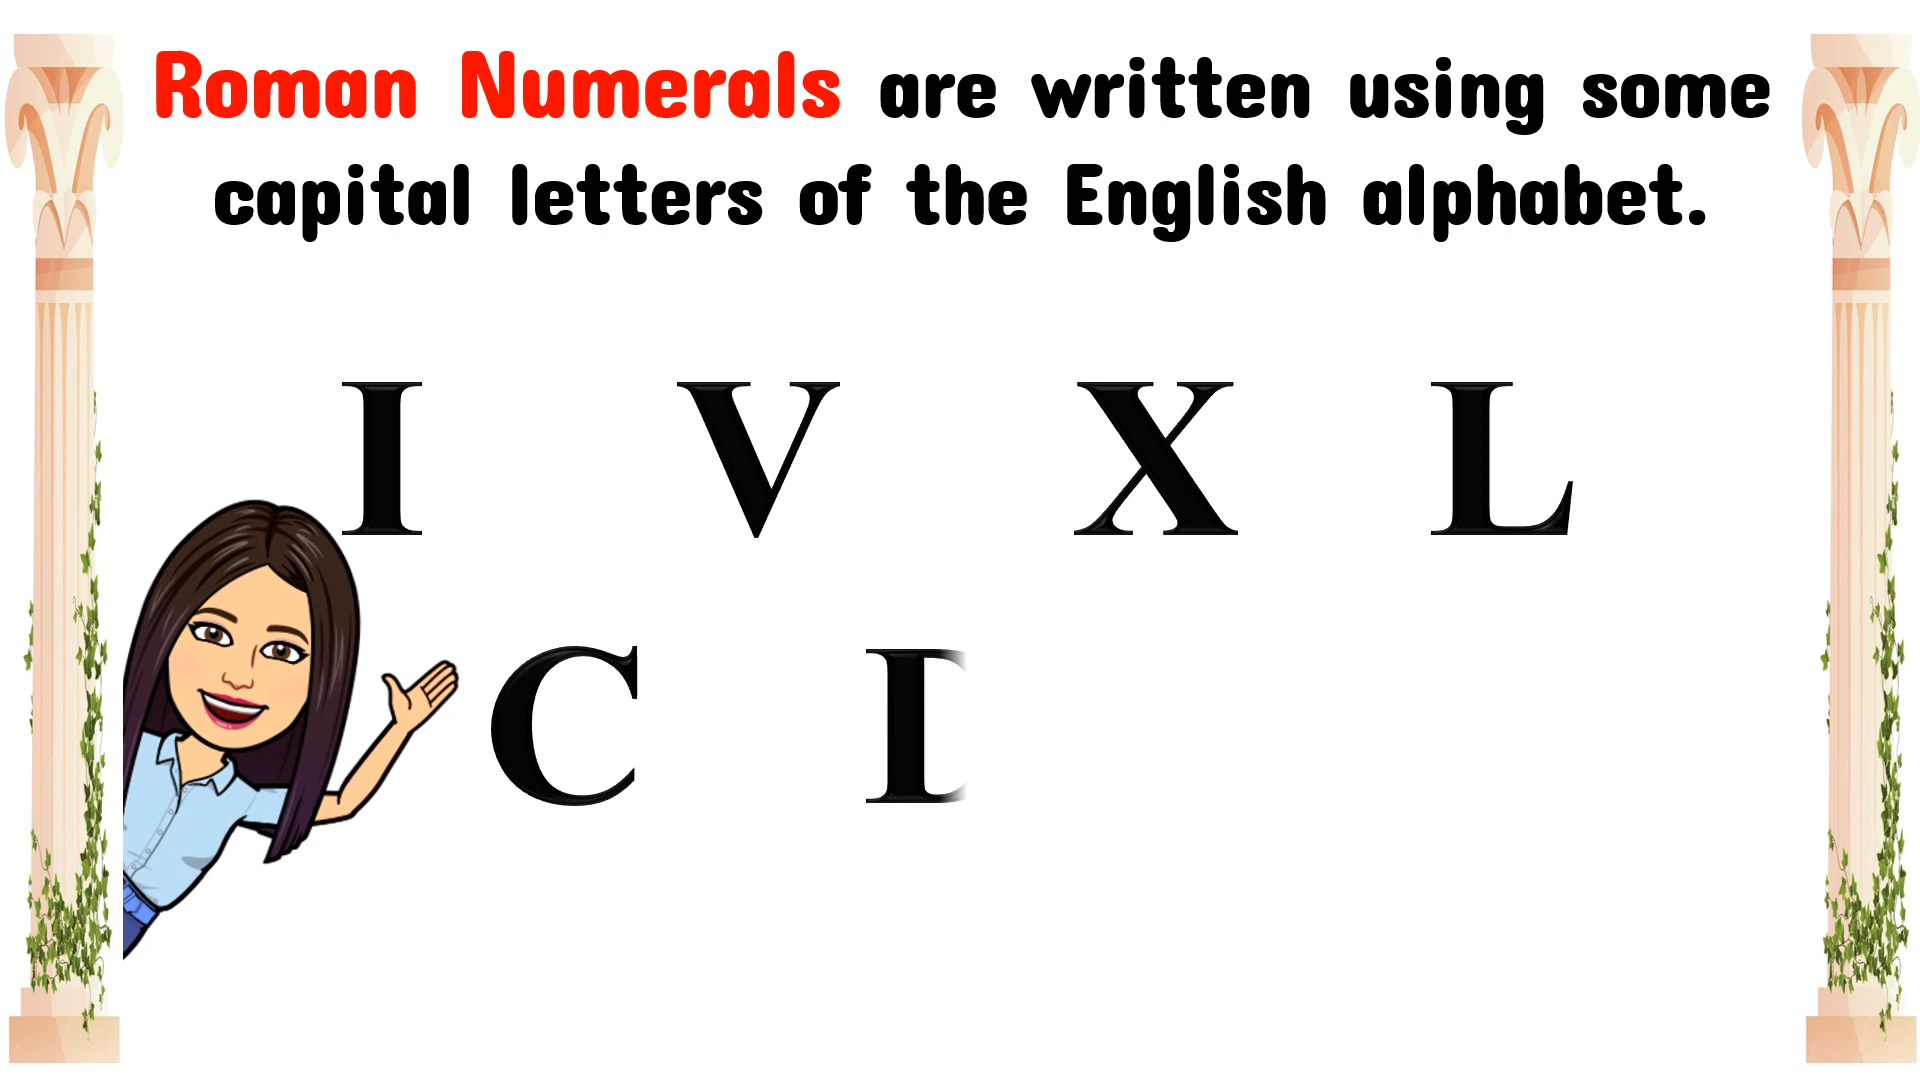 Roman Numerals are written using some
capital letters of the English alphabet.
I V X L
C D